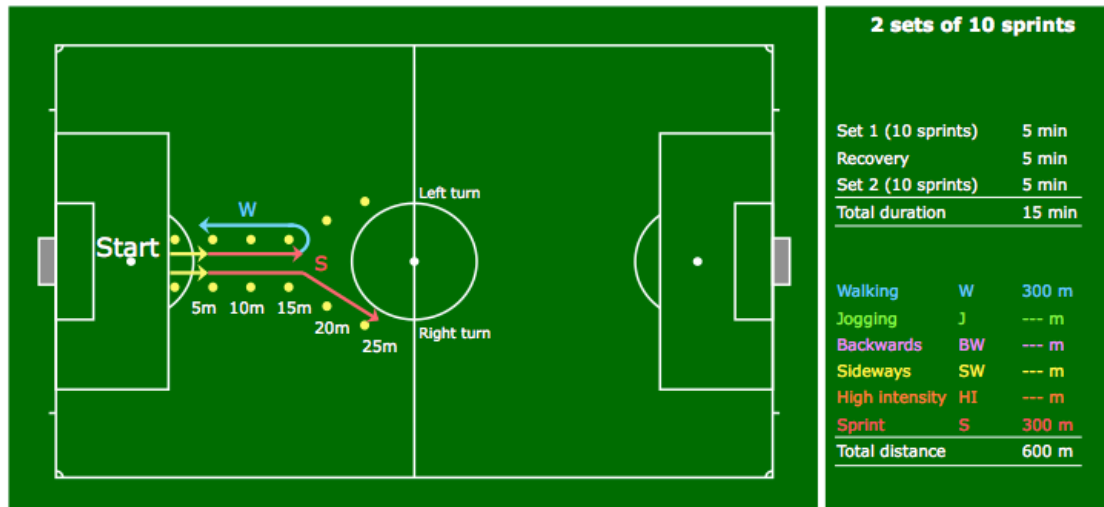 2 sets of 10 sprints
Set 1 (10 sprints) 5 min
Recovery 5 min
Set 2 (10 sprints) 5 min
Total duration 15 min
Walking W 300 m
Jogging J --- m
Backwards BW --- m
Sideways SW --- m
High intensity HI --- m
Sprint S 300 m
Total distance 600 m
Left turn
W
Start
S
5m 10m 15m
20m
Right turn
25m